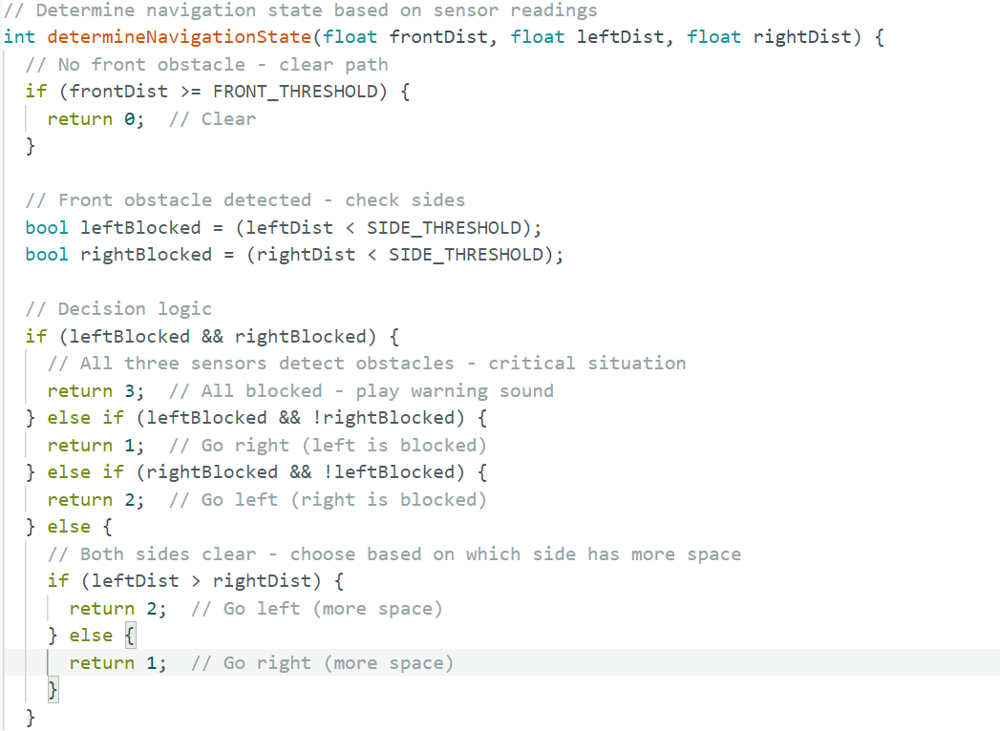 // Determine navigation state based on sensor readings
int determineNavigationState(float frontDist, float leftDist, float rightDist) {
  // No front obstacle - clear path
  if (frontDist >= FRONT_THRESHOLD) {
    return 0;  // Clear
  }

  // Front obstacle detected - check sides
  bool leftBlocked = (leftDist < SIDE_THRESHOLD);
  bool rightBlocked = (rightDist < SIDE_THRESHOLD);

  // Decision logic
  if (leftBlocked && rightBlocked) {
    // All three sensors detect obstacles - critical situation
    return 3;  // All blocked - play warning sound
  } else if (leftBlocked && !rightBlocked) {
    return 1;  // Go right (left is blocked)
  } else if (rightBlocked && !leftBlocked) {
    return 2;  // Go left (right is blocked)
  } else {
    // Both sides clear - choose based on which side has more space
    if (leftDist > rightDist) {
      return 2;  // Go left (more space)
    } else {
      return 1;  // Go right (more space)
    }
  }